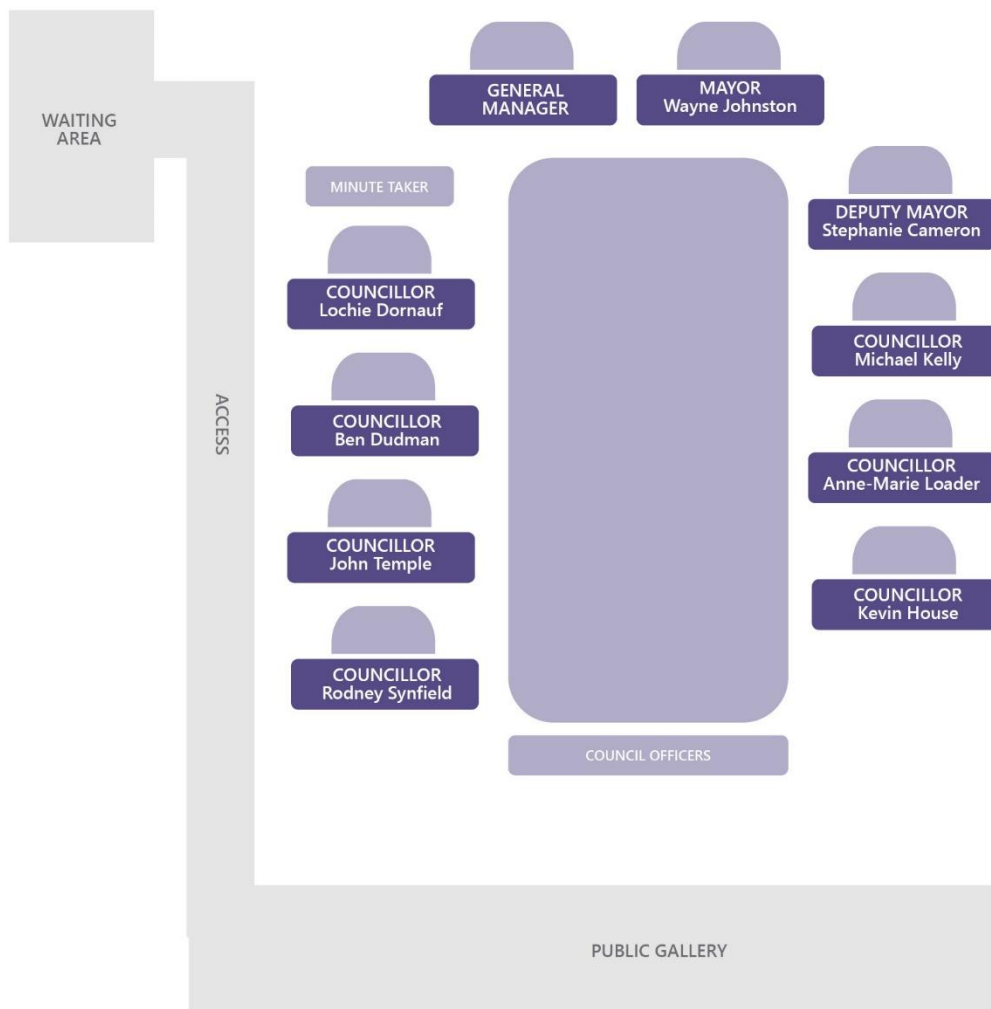 WAITING
AREA
GENERAL
MANAGER
MAYOR
Wayne Johnston
MINUTE TAKER
DEPUTY MAYOR
Stephanie Cameron
COUNCILLOR
Lochie Dornauf
COUNCILLOR
Michael Kelly
ACCESS
COUNCILLOR
Ben Dudman
COUNCILLOR
Anne-Marie Loader
COUNCILLOR
John Temple
COUNCILLOR
Kevin House
COUNCILLOR
Rodney Synfield
COUNCIL OFFICERS
PUBLIC GALLERY